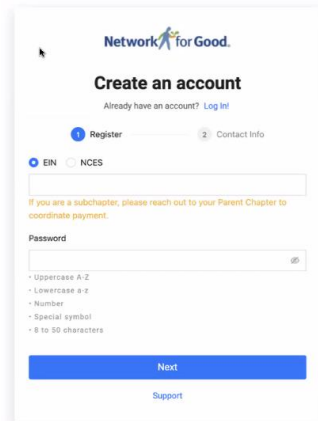 Network for Good.
Create an account
Already have an account? Log In!
1 Register 2 Contact Info
EIN NCES
If you are a subchapter, please reach out to your Parent Chapter to
coordinate payment.
Password
- Uppercase A-Z
- Lowercase a-z
- Number
- Special symbol
- 8 to 50 characters
Next
Support